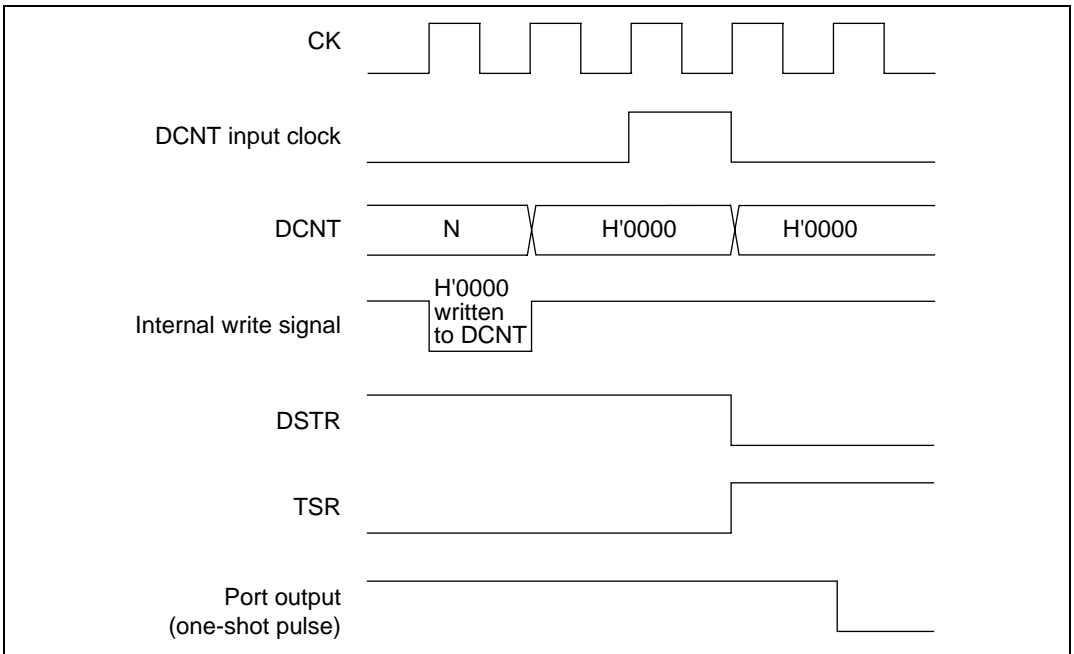 CK
DCNT input clock
DCNT
N
H'0000
H'0000
H'0000
written
to DCNT
Internal write signal
DSTR
TSR
Port output
(one-shot pulse)